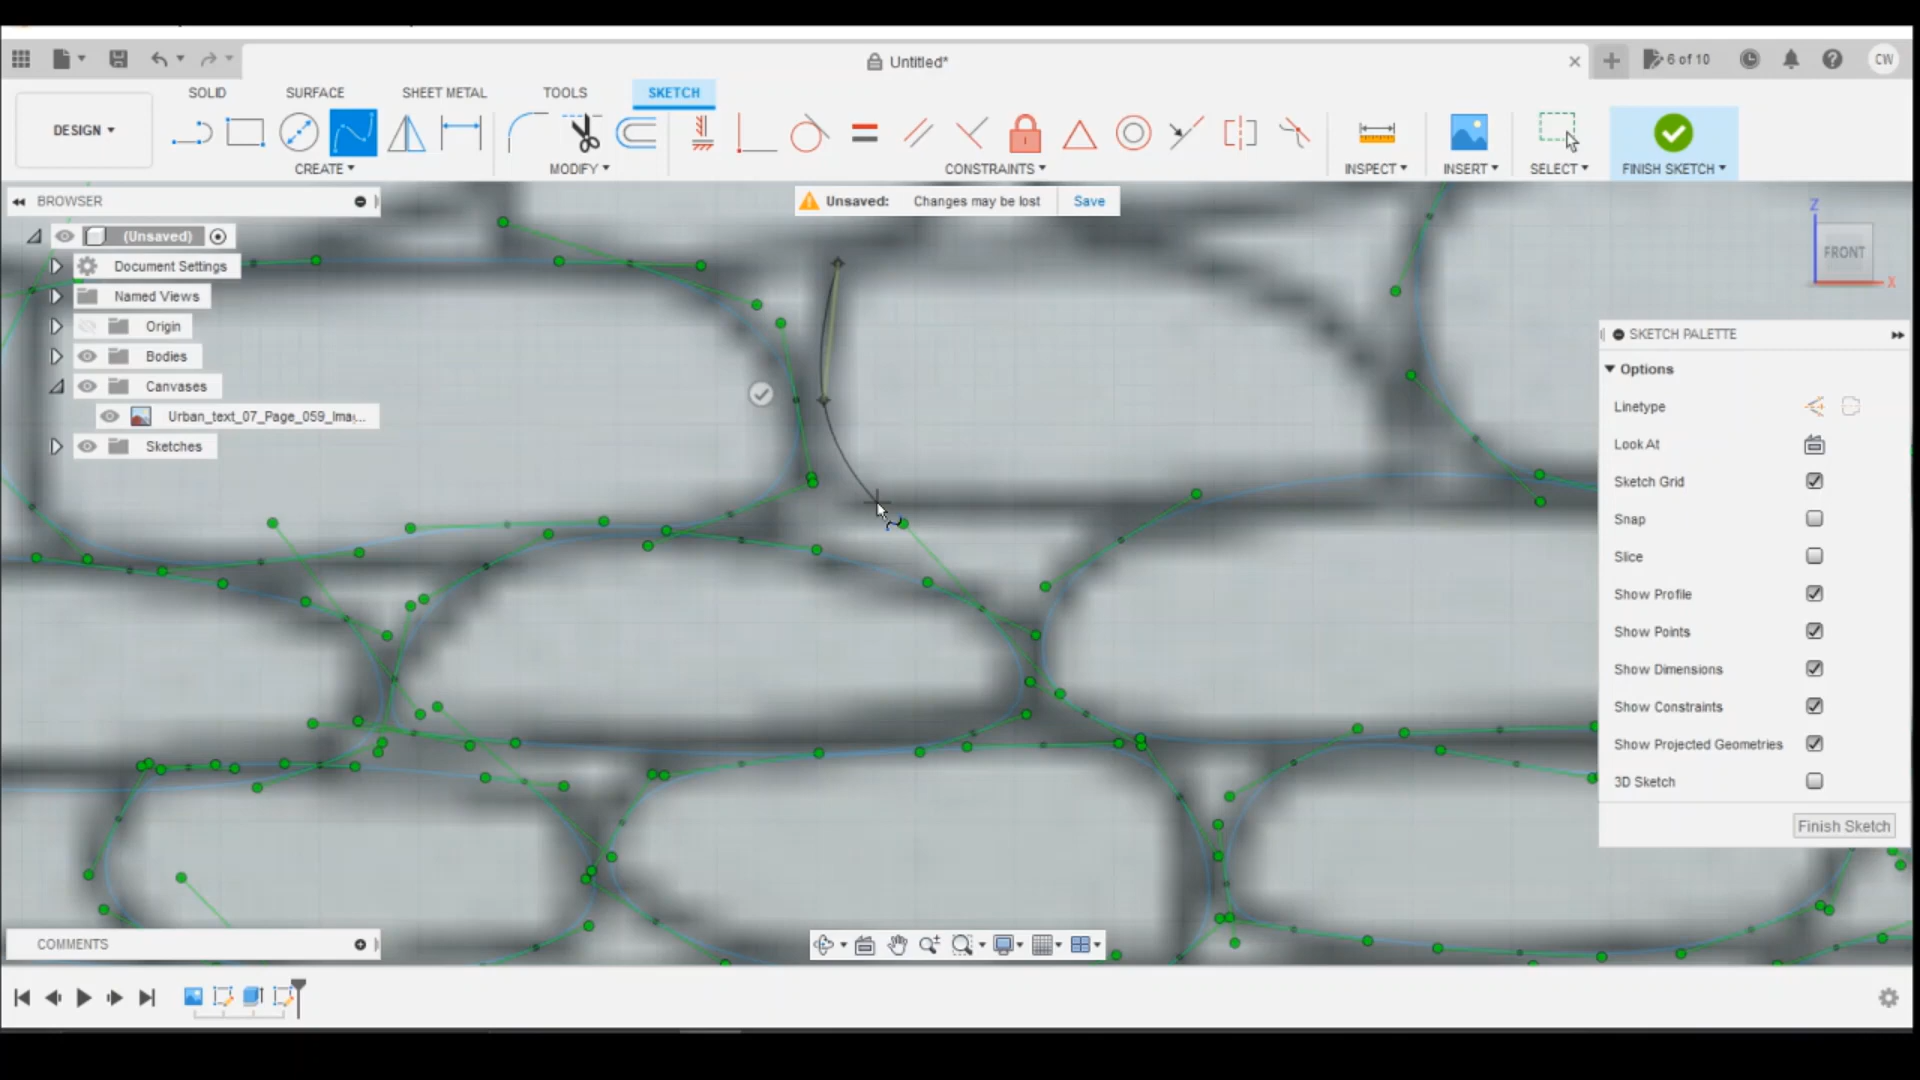 Untitled*
6 of 10
CW
DESIGN
SOLID
SURFACE
SHEET METAL
TOOLS
SKETCH
CREATE
MODIFY
CONSTRAINTS
INSPECT
INSERT
SELECT
FINISH SKETCH
BROWSER
Unsaved: Changes may be lost Save
(Unsaved)
Document Settings
Named Views
Origin
Bodies
Canvases
Urban_text_07_Page_059_Ima...
Sketches
Z
FRONT
X
SKETCH PALETTE
Options
Linetype
Look At
Sketch Grid
Snap
Slice
Show Profile
Show Points
Show Dimensions
Show Constraints
Show Projected Geometries
3D Sketch
Finish Sketch
COMMENTS